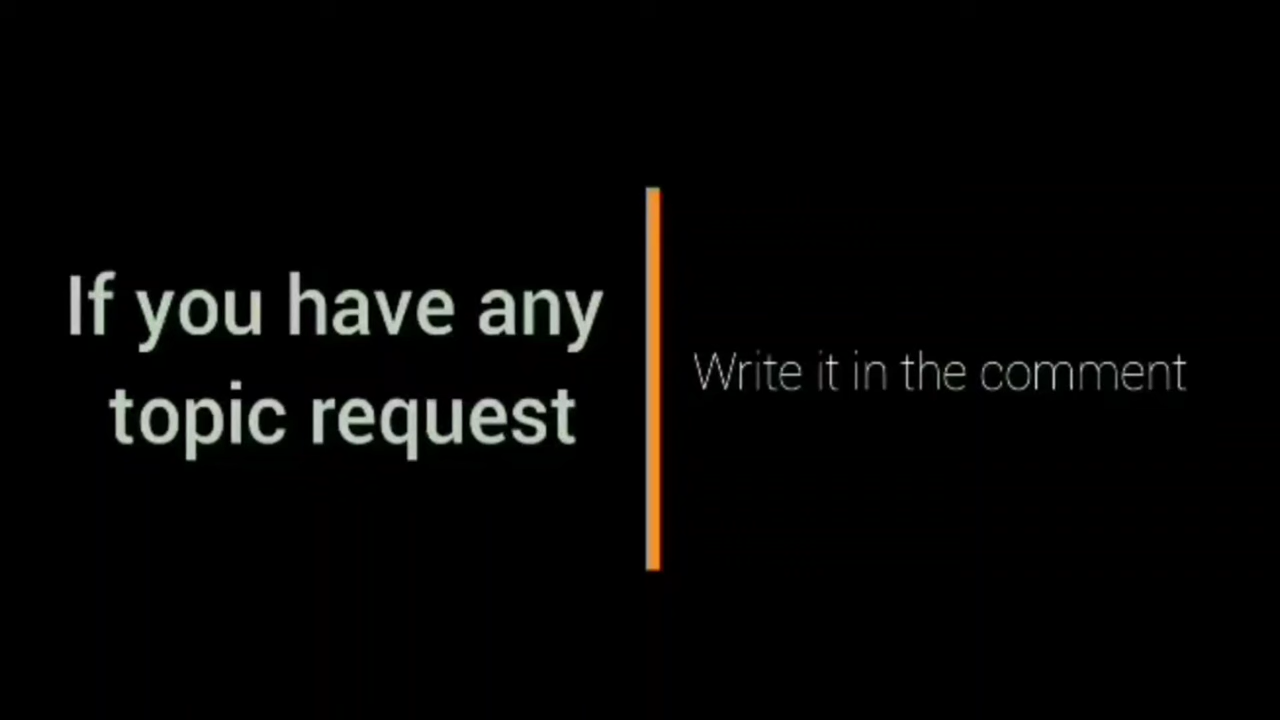 If you have any
topic request
Write it in the comment